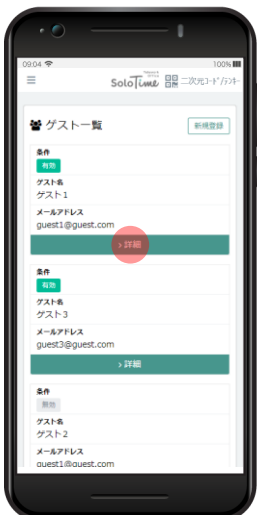 09:04
100%
SoloTime
二次元ｺｰﾄﾞ/ﾃﾝｷｰ
ゲスト一覧
新規登録
条件
有効
ゲスト名
ゲスト1
メールアドレス
guest1@guest.com
›詳細
条件
有効
ゲスト名
ゲスト3
メールアドレス
guest3@guest.com
›詳細
条件
無効
ゲスト名
ゲスト2
メールアドレス
guest2@guest.com